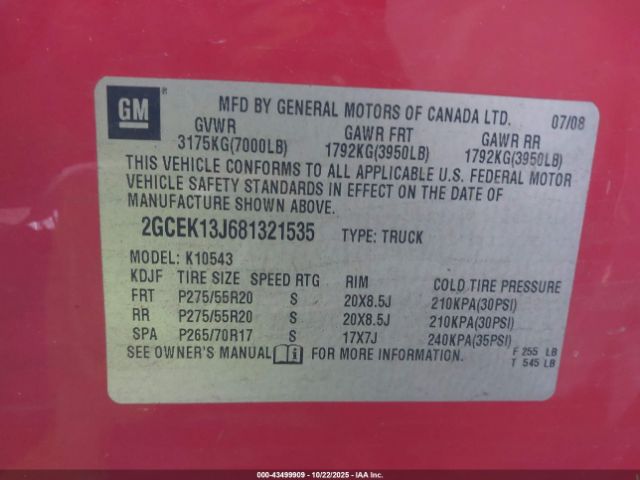 GM
MFD BY GENERAL MOTORS OF CANADA LTD. 07/08
GVWR GAWR FRT GAWR RR
3175KG(7000LB) 1792KG(3950LB) 1792KG(3950LB)
THIS VEHICLE CONFORMS TO ALL APPLICABLE U.S. FEDERAL MOTOR
VEHICLE SAFETY STANDARDS IN EFFECT ON THE DATE OF
MANUFACTURE SHOWN ABOVE.
2GCEK13J681321535 TYPE: TRUCK
MODEL: K10543
KDJF TIRE SIZE SPEED RTG RIM COLD TIRE PRESSURE
FRT P275/55R20 S 20X8.5J 210KPA(30PSI)
RR P275/55R20 S 20X8.5J 210KPA(30PSI)
SPA P265/70R17 S 17X7J 240KPA(35PSI)
SEE OWNER'S MANUAL FOR MORE INFORMATION.
F 255 LB
T 545 LB
000-43499909 - 10/22/2025 - IAA Inc.